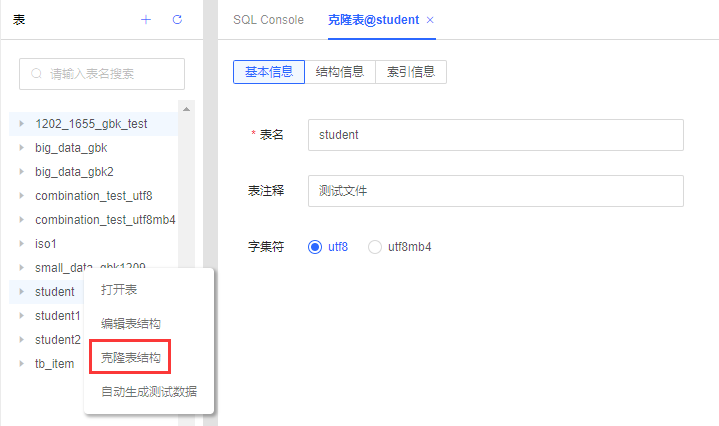 表
请输入表名搜索
1202_1655_gbk_test
big_data_gbk
big_data_gbk2
combination_test_utf8
combination_test_utf8mb4
iso1
small_data_gbk1209
student
student1
student2
tb_item
打开表
编辑表结构
克隆表结构
自动生成测试数据
SQL Console
克隆表@student
基本信息
结构信息
索引信息
* 表名
student
表注释
测试文件
字集符
utf8
utf8mb4